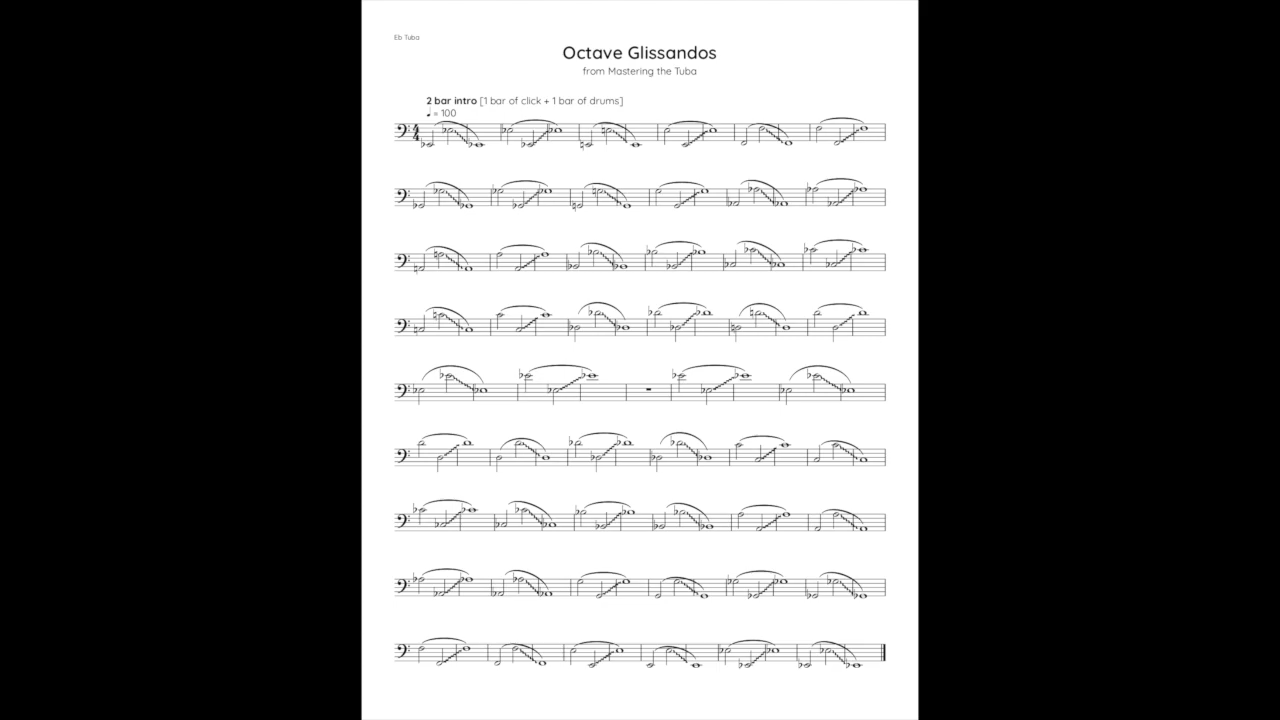 Eb Tuba
Octave Glissandos
from Mastering the Tuba
2 bar intro [1 bar of click + 1 bar of drums]
♩ = 100